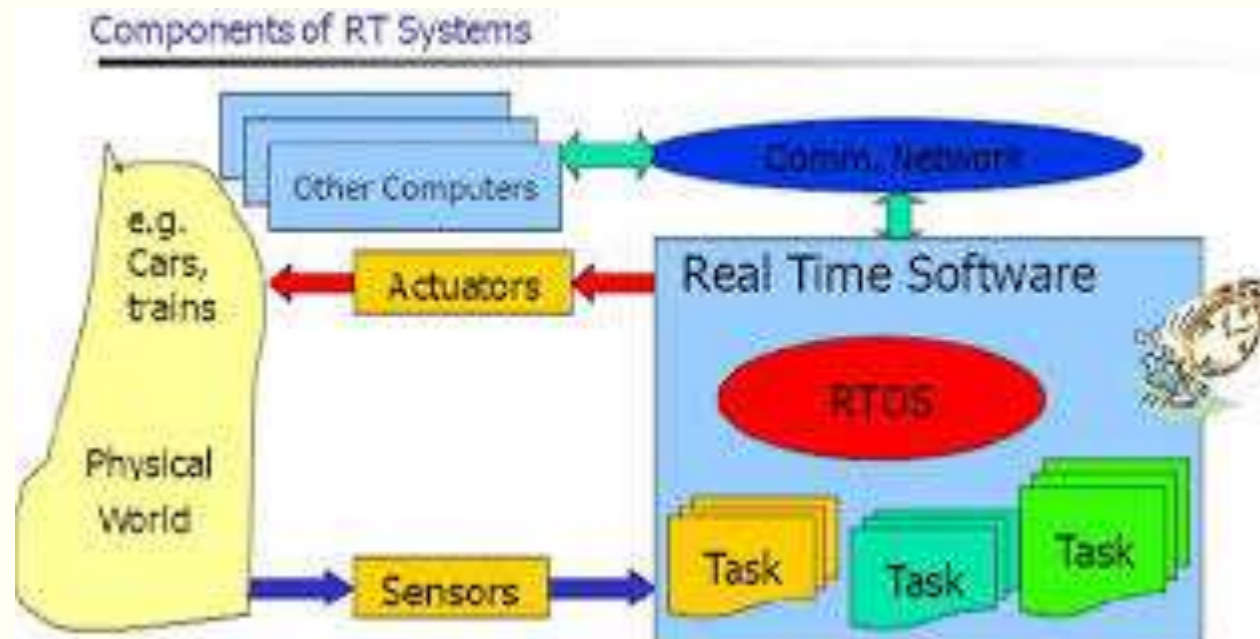 Components of RT Systems
Other Computers
Comm. Network
e.g.
Cars,
trains
Actuators
Real Time Software
RTOS
Physical
World
Sensors
Task
Task
Task